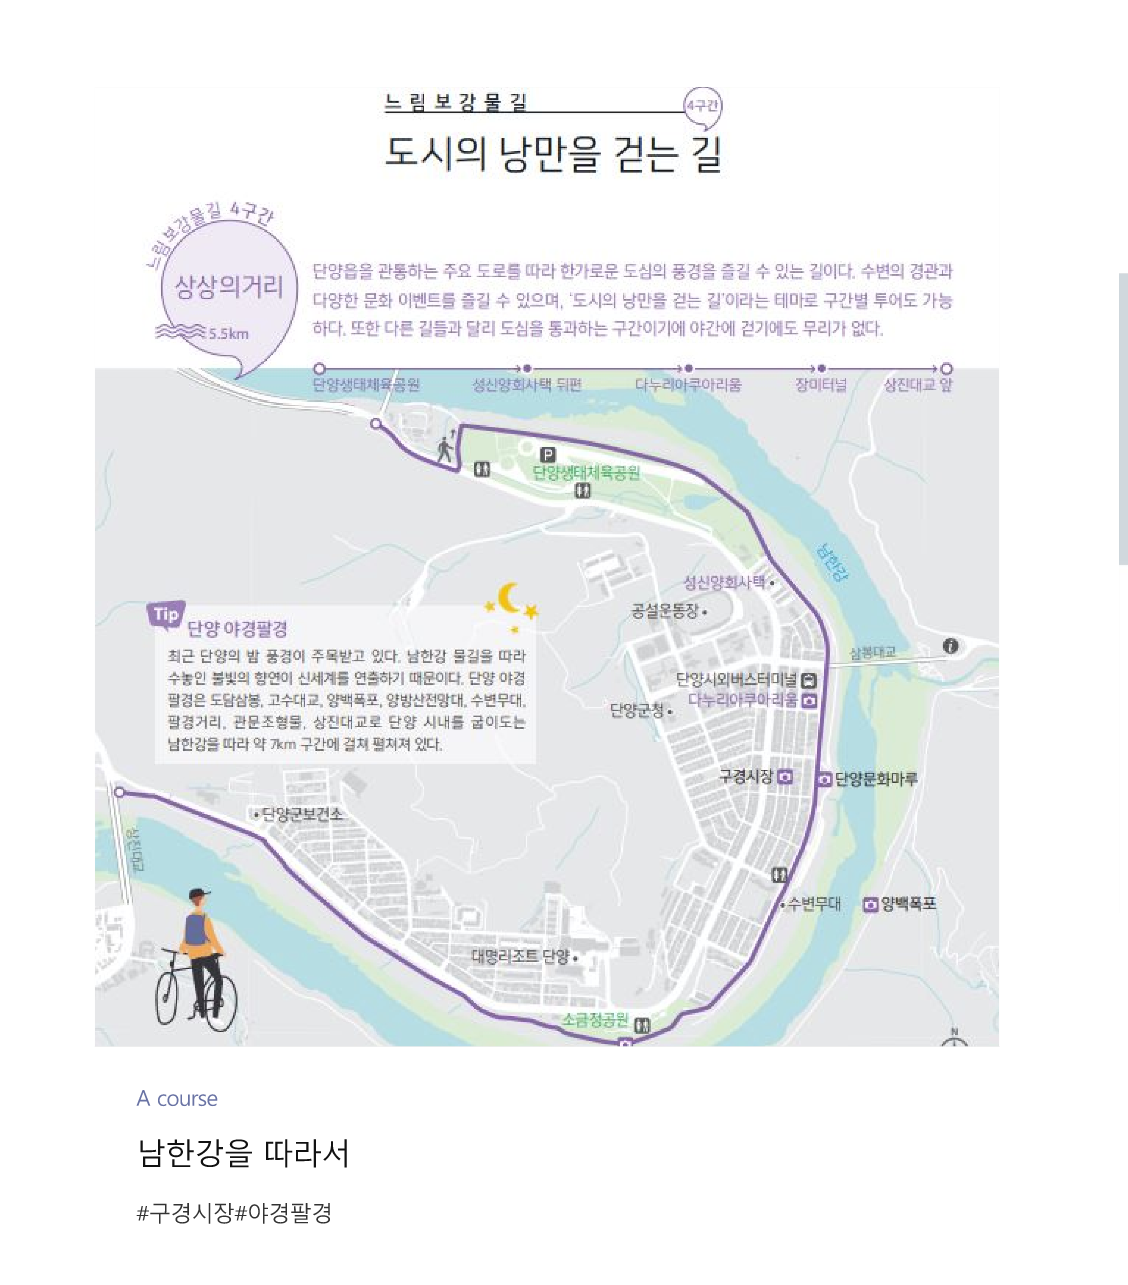 느림보강물길
4구간
도시의 낭만을 걷는 길
느림보강물길 4구간
상상의거리
5.5km
단양읍을 관통하는 주요 도로를 따라 한가로운 도심의 풍경을 즐길 수 있는 길이다. 수변의 경관과
다양한 문화 이벤트를 즐길 수 있으며, ‘도시의 낭만을 걷는 길’이라는 테마로 구간별 투어도 가능
하다. 또한 다른 길들과 달리 도심을 통과하는 구간이기에 야간에 걷기에도 무리가 없다.
단양생태체육공원
성신양회사택 뒤편
다누리아쿠아리움
장미터널
상진대교 앞
P
단양생태체육공원
남한강
성신양회사택
공설운동장
삼봉대교
i
단양시외버스터미널
다누리아쿠아리움
단양군청
Tip
단양 야경팔경
최근 단양의 밤 풍경이 주목받고 있다. 남한강 물길을 따라
수놓인 불빛의 향연이 신세계를 연출하기 때문이다. 단양 야경
팔경은 도담삼봉, 고수대교, 양백폭포, 양방산전망대, 수변무대,
팔경거리, 관문조형물, 상진대교로 단양 시내를 굽이도는
남한강을 따라 약 7km 구간에 걸쳐 펼쳐져 있다.
구경시장
단양문화마루
단양군보건소
상진대교
수변무대
양백폭포
대명리조트 단양
소금정공원
N
A course
남한강을 따라서
#구경시장#야경팔경